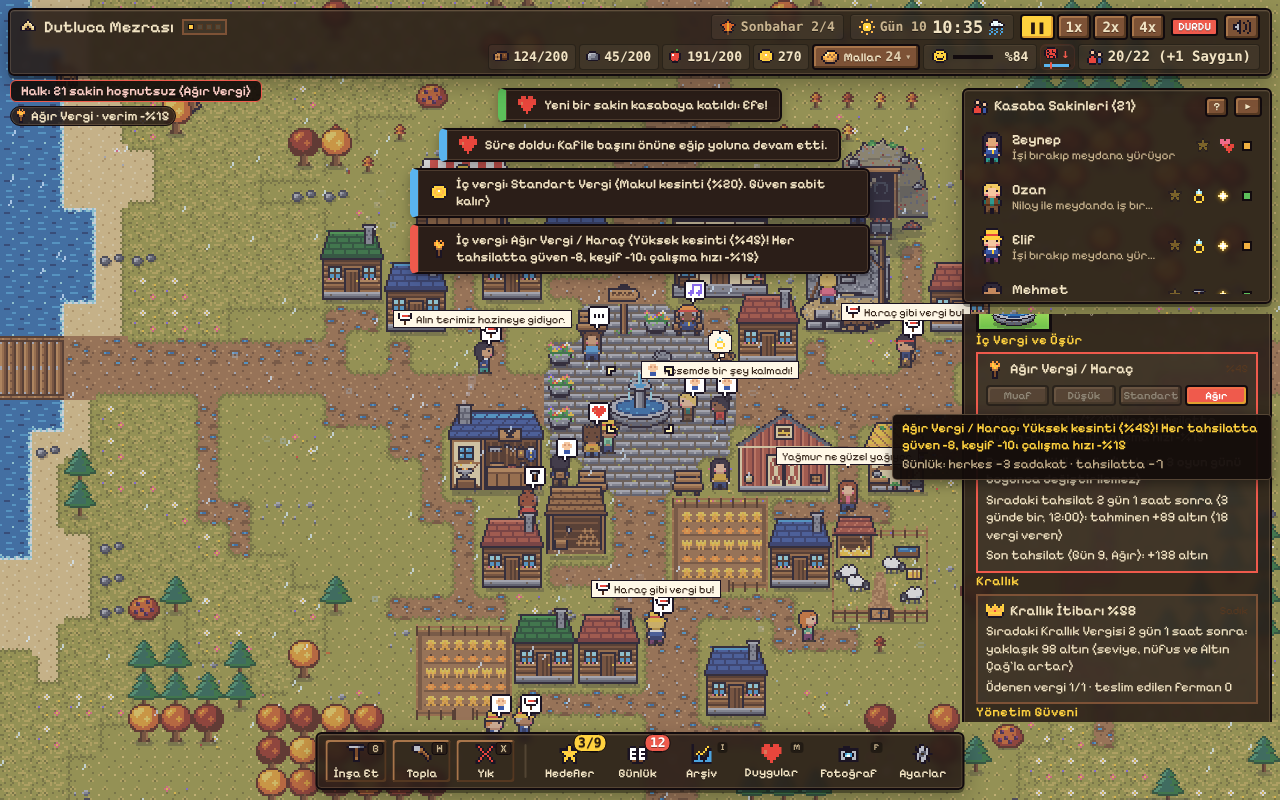 Dutluca Mezrası
Sonbahar 2/4
Gün 10 10:35
1x
2x
4x
DURDU
124/200
45/200
191/200
270
Mallar 24
%84
20/22 (+1 Saygın)
Halk: 21 sakin hoşnutsuz (Ağır Vergi)
Ağır Vergi · verim -%15
Yeni bir sakin kasabaya katıldı: Efe!
Süre doldu: Kafile başını önüne eğip yoluna devam etti.
İç vergi: Standart Vergi (Makul kesinti (%20). Güven sabit
kalır)
İç vergi: Ağır Vergi / Haraç (Yüksek kesinti (%45)! Her
tahsilatta güven -8, keyif -10; çalışma hızı -%15)
Kasaba Sakinleri (21)
?
Zeynep
İşi bırakıp meydana yürüyor
Ozan
Nilay ile meydanda iş bır...
Elif
İşi bırakıp meydana yür...
Mehmet
Alın terimiz hazineye gidiyor.
Haraç gibi vergi bu
esemde bir şey kalmadı!
Yağmur ne güzel yağı
Haraç gibi vergi bu!
İç Vergi ve Öşür
Ağır Vergi / Haraç
Muaf
Düşük
Standart
Ağır
Ağır Vergi / Haraç: Yüksek kesinti (%45)! Her tahsilatta
güven -8, keyif -10; çalışma hızı -%15
Günlük: herkes -3 sadakat · tahsilatta -7
Sıradaki tahsilat 2 gün 1 saat sonra (3
günde bir, 12:00): tahminen +89 altın (18
vergi veren)
Son tahsilat (Gün 9, Ağır): +138 altın
Krallık
Krallık İtibarı %58
Sıradaki Krallık Vergisi 2 gün 1 saat sonra:
yaklaşık 98 altın (seviye, nüfus ve Altın
Çağ'la artar)
Ödenen vergi 1/1 · teslim edilen ferman 0
Yönetim Güveni
İnşa Et
G
Topla
H
Yık
X
Hedefler
3/9
Günlük
12
Arşiv
I
Duygular
M
Fotoğraf
F
Ayarlar